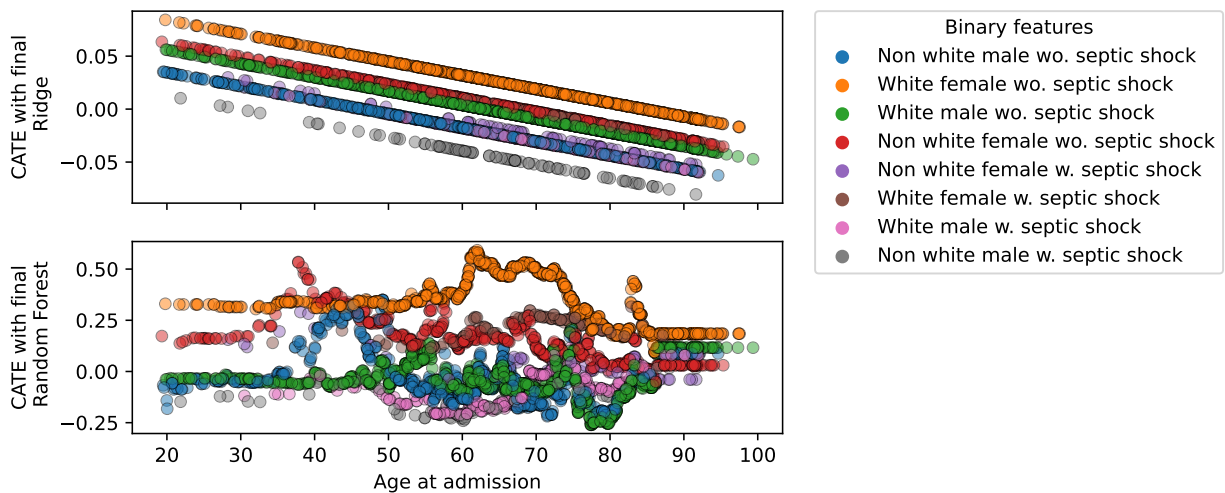 CATE with final
Ridge
0.05
0.00
−0.05
CATE with final
Random Forest
0.50
0.25
0.00
−0.25
20 30 40 50 60 70 80 90 100
Age at admission
Binary features
Non white male wo. septic shock
White female wo. septic shock
White male wo. septic shock
Non white female wo. septic shock
Non white female w. septic shock
White female w. septic shock
White male w. septic shock
Non white male w. septic shock